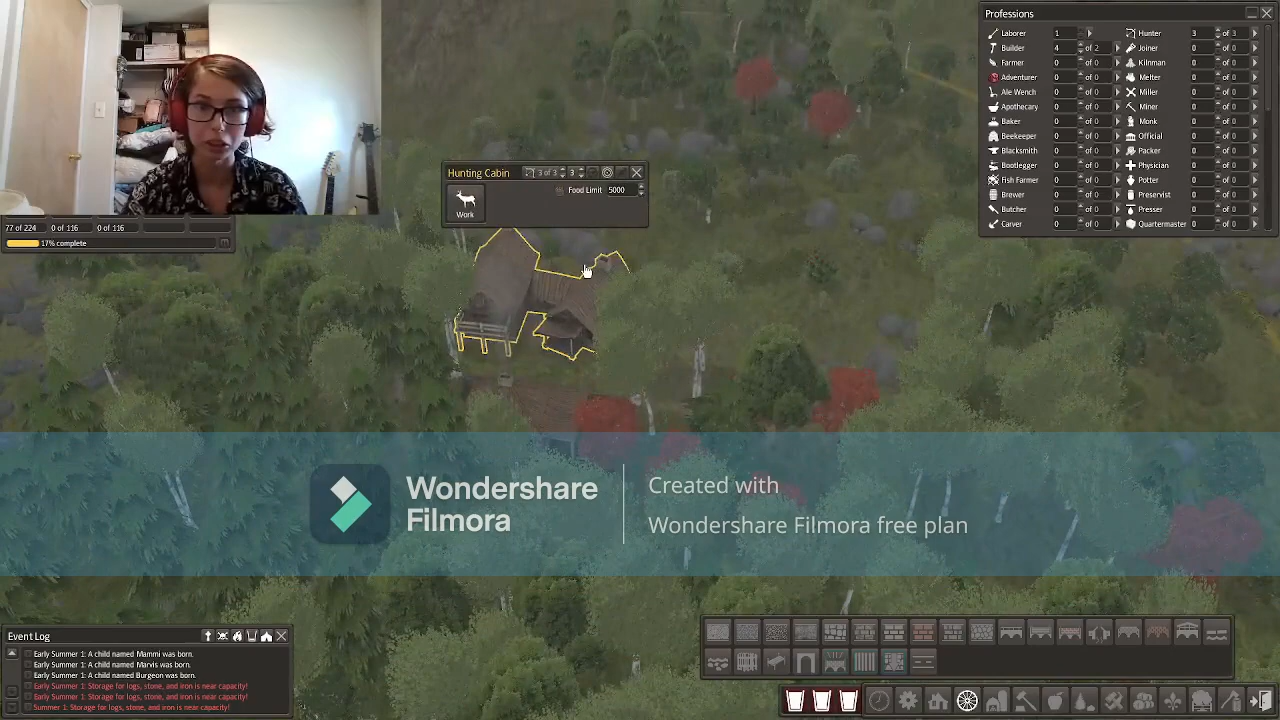 Professions
Laborer 1
Hunter 3 of 3
Builder 4 of 2
Joiner 0 of 0
Farmer 0 of 0
Kilnman 0 of 0
Adventurer 0 of 0
Melter 0 of 0
Ale Wench 0 of 0
Miller 0 of 0
Apothecary 0 of 0
Miner 0 of 0
Baker 0 of 0
Monk 0 of 0
Beekeeper 0 of 0
Official 0 of 0
Blacksmith 0 of 0
Packer 0 of 0
Bootlegger 0 of 0
Physician 0 of 0
Fish Farmer 0 of 0
Potter 0 of 0
Brewer 0 of 0
Preservist 0 of 0
Butcher 0 of 0
Presser 0 of 0
Carver 0 of 0
Quartermaster 0 of 0
Hunting Cabin 3 of 3 3
Food Limit 5000
Work
77 of 224 0 of 116 0 of 116
17% complete
Wondershare
Filmora
Created with
Wondershare Filmora free plan
Event Log
Early Summer 1: A child named Mammi was born.
Early Summer 1: A child named Marvis was born.
Early Summer 1: A child named Burgeon was born.
Early Summer 1: Storage for logs, stone, and iron is near capacity!
Early Summer 1: Storage for logs, stone, and iron is near capacity!
Summer 1: Storage for logs, stone, and iron is near capacity!